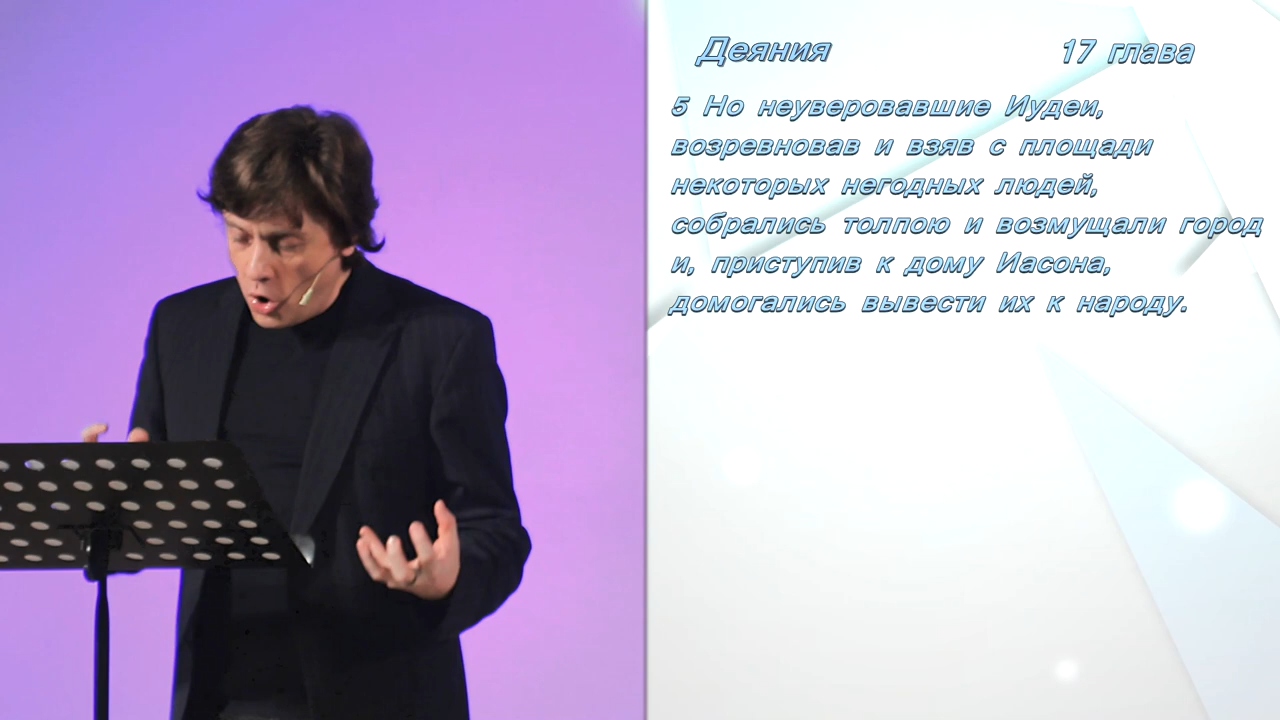 Деяния 17 глава
5 Но неуверовавшие Иудеи,
возревновав и взяв с площади
некоторых негодных людей,
собрались толпою и возмущали город
и, приступив к дому Иасона,
домогались вывести их к народу.